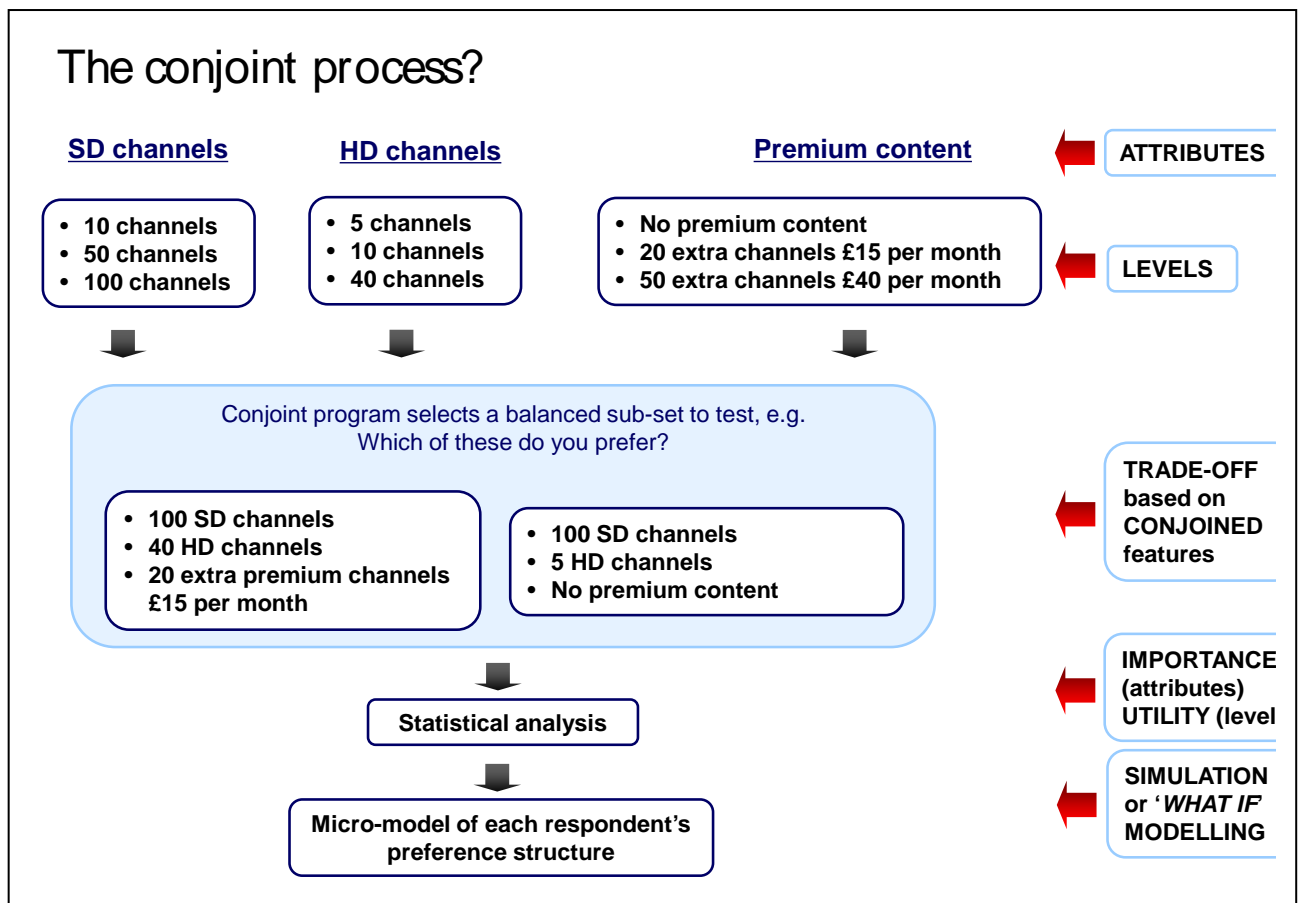 The conjoint process?
SD channels
HD channels
Premium content
ATTRIBUTES
• 10 channels
• 50 channels
• 100 channels
• 5 channels
• 10 channels
• 40 channels
• No premium content
• 20 extra channels £15 per month
• 50 extra channels £40 per month
LEVELS
Conjoint program selects a balanced sub-set to test, e.g.
Which of these do you prefer?
• 100 SD channels
• 40 HD channels
• 20 extra premium channels
£15 per month
• 100 SD channels
• 5 HD channels
• No premium content
TRADE-OFF
based on
CONJOINED
features
Statistical analysis
IMPORTANCE
(attributes)
UTILITY (level
Micro-model of each respondent's
preference structure
SIMULATION
or 'WHAT IF'
MODELLING